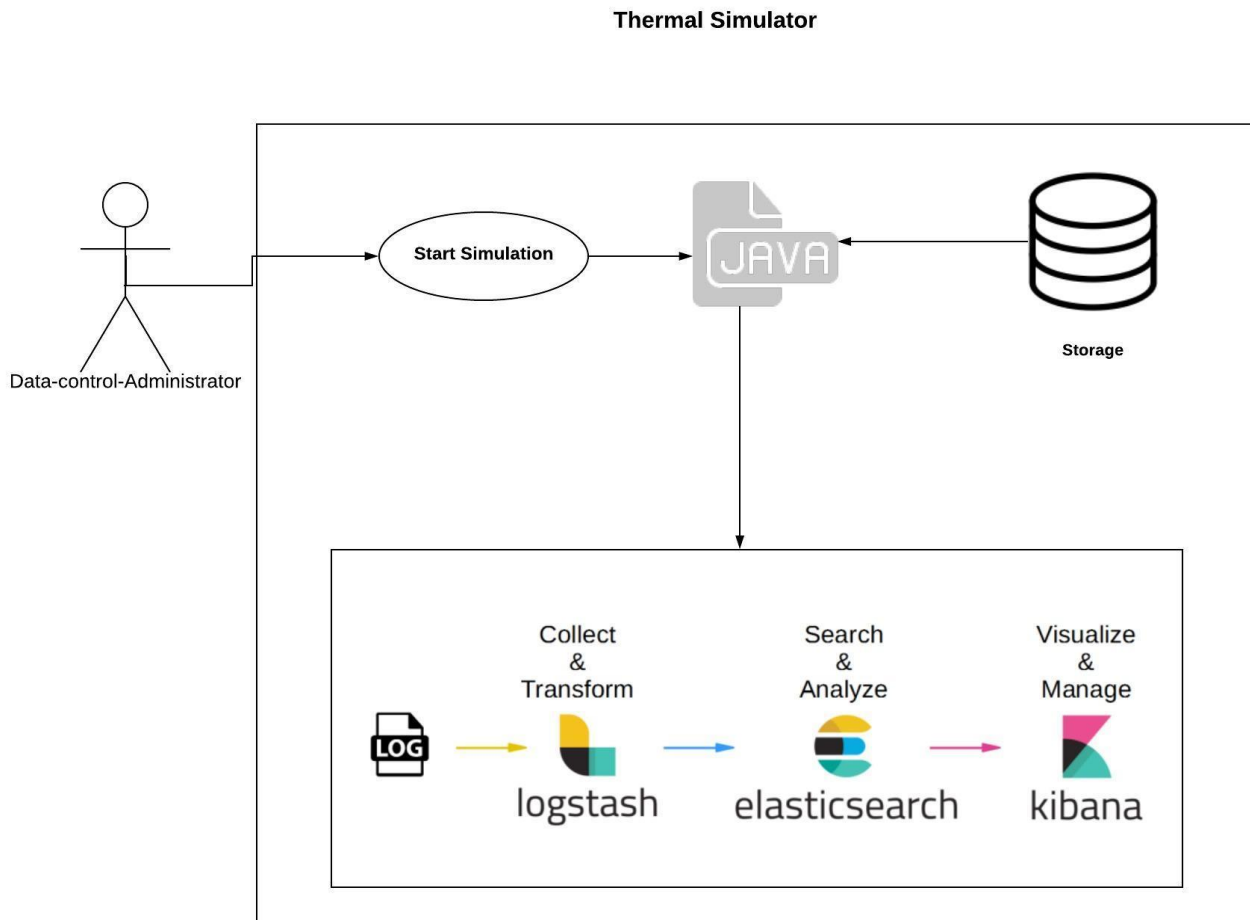 Thermal Simulator
Start Simulation
JAVA
Storage
Data-control-Administrator
Collect
&
Transform
Search
&
Analyze
Visualize
&
Manage
LOG
logstash
elasticsearch
kibana